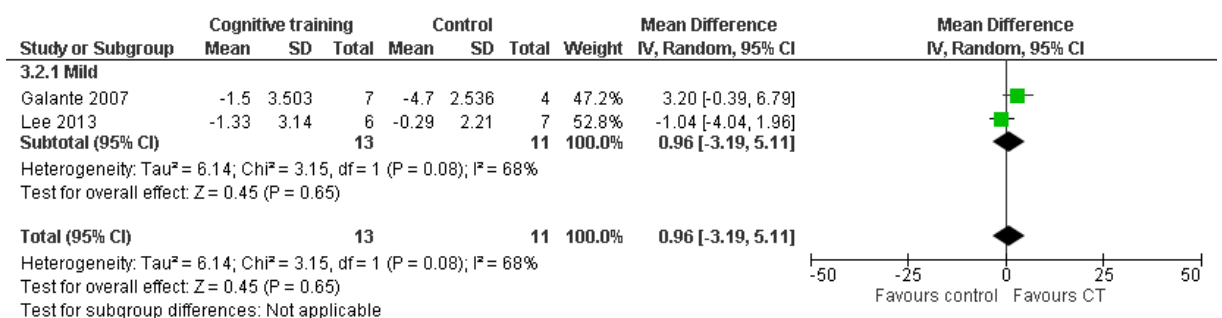 Cognitive training Control Mean Difference Mean Difference
Study or Subgroup Mean SD Total Mean SD Total Weight IV, Random, 95% CI IV, Random, 95% CI
3.2.1 Mild
Galante 2007 -1.5 3.503 7 -4.7 2.536 4 47.2% 3.20 [-0.39, 6.79]
Lee 2013 -1.33 3.14 6 -0.29 2.21 7 52.8% -1.04 [-4.04, 1.96]
Subtotal (95% CI) 13 11 100.0% 0.96 [-3.19, 5.11]
Heterogeneity: Tau² = 6.14; Chi² = 3.15, df = 1 (P = 0.08); I² = 68%
Test for overall effect: Z = 0.45 (P = 0.65)
Total (95% CI) 13 11 100.0% 0.96 [-3.19, 5.11]
Heterogeneity: Tau² = 6.14; Chi² = 3.15, df = 1 (P = 0.08); I² = 68%
Test for overall effect: Z = 0.45 (P = 0.65)
Test for subgroup differences: Not applicable
-50 -25 0 25 50
Favours control Favours CT